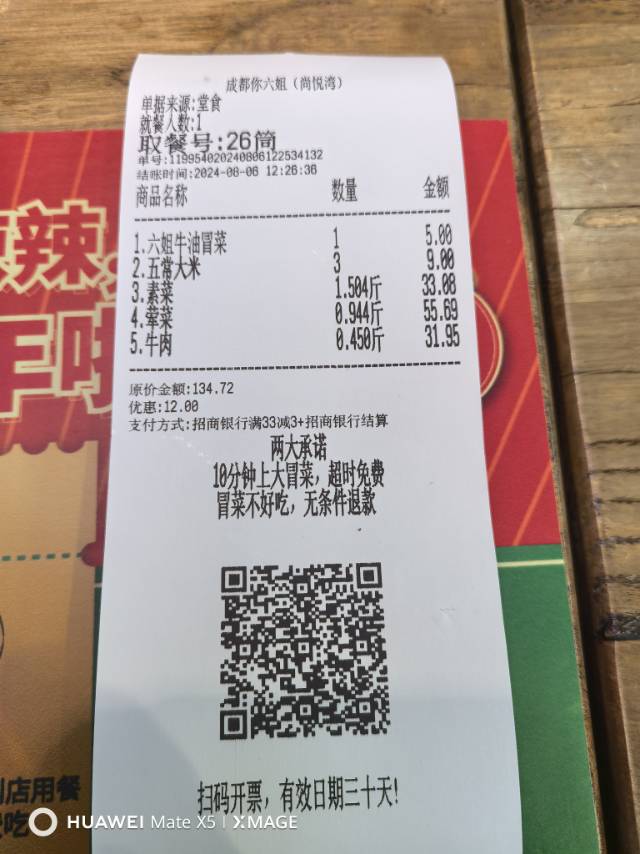 成都你六姐（尚悦湾）
单据来源:堂食
就餐人数:1
取餐号:26筒
单号:119954020240806122534132
结账时间:2024-08-06 12:26:36
商品名称 数量 金额
1.六姐牛油冒菜 1 5.00
2.五常大米 3 9.00
3.素菜 1.504斤 33.08
4.荤菜 0.944斤 55.69
5.牛肉 0.450斤 31.95
原价金额:134.72
优惠:12.00
支付方式:招商银行满33减3+招商银行结算
两大承诺
10分钟上大冒菜，超时免费
冒菜不好吃，无条件退款
扫码开票，有效日期三十天!
辣
店用餐
吃
HUAWEI Mate X5 | XMAGE